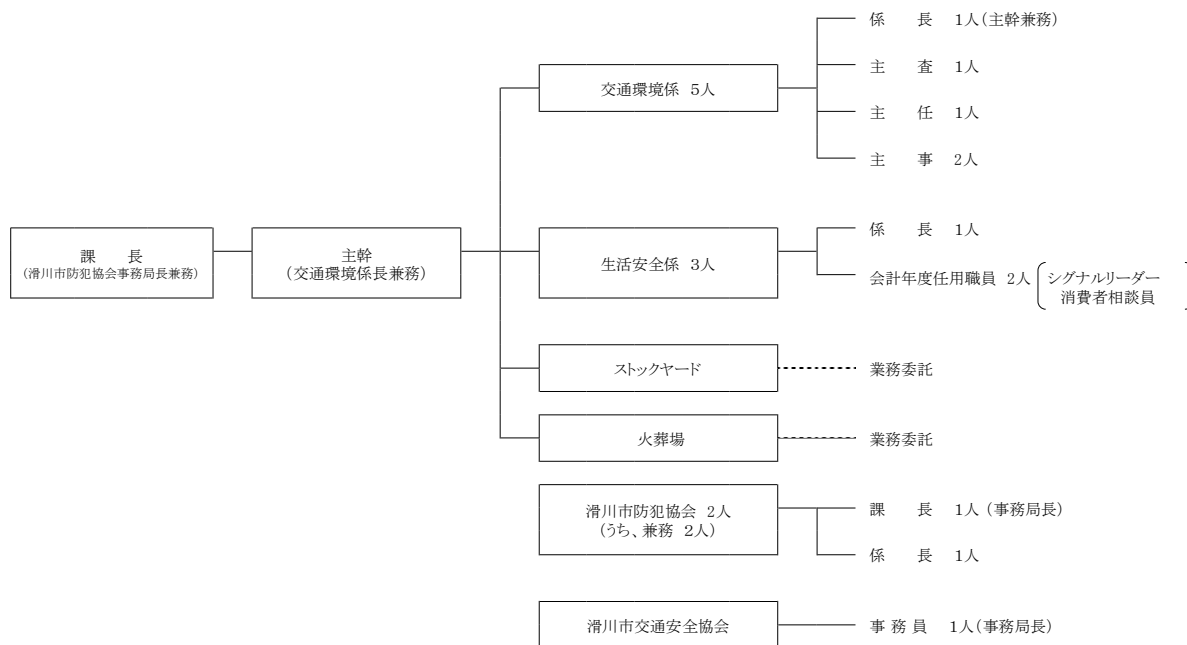 係　長　1人（主幹兼務）
交通環境係　5人
主　査　1人
主　任　1人
主　事　2人
課　長
（滑川市防犯協会事務局長兼務）
主幹
（交通環境係長兼務）
生活安全係　3人
係　長　1人
会計年度任用職員　2人
シグナルリーダー
消費者相談員
ストックヤード
業務委託
火葬場
業務委託
滑川市防犯協会　2人
（うち、兼務　2人）
課　長　1人（事務局長）
係　長　1人
滑川市交通安全協会
事務員　1人（事務局長）